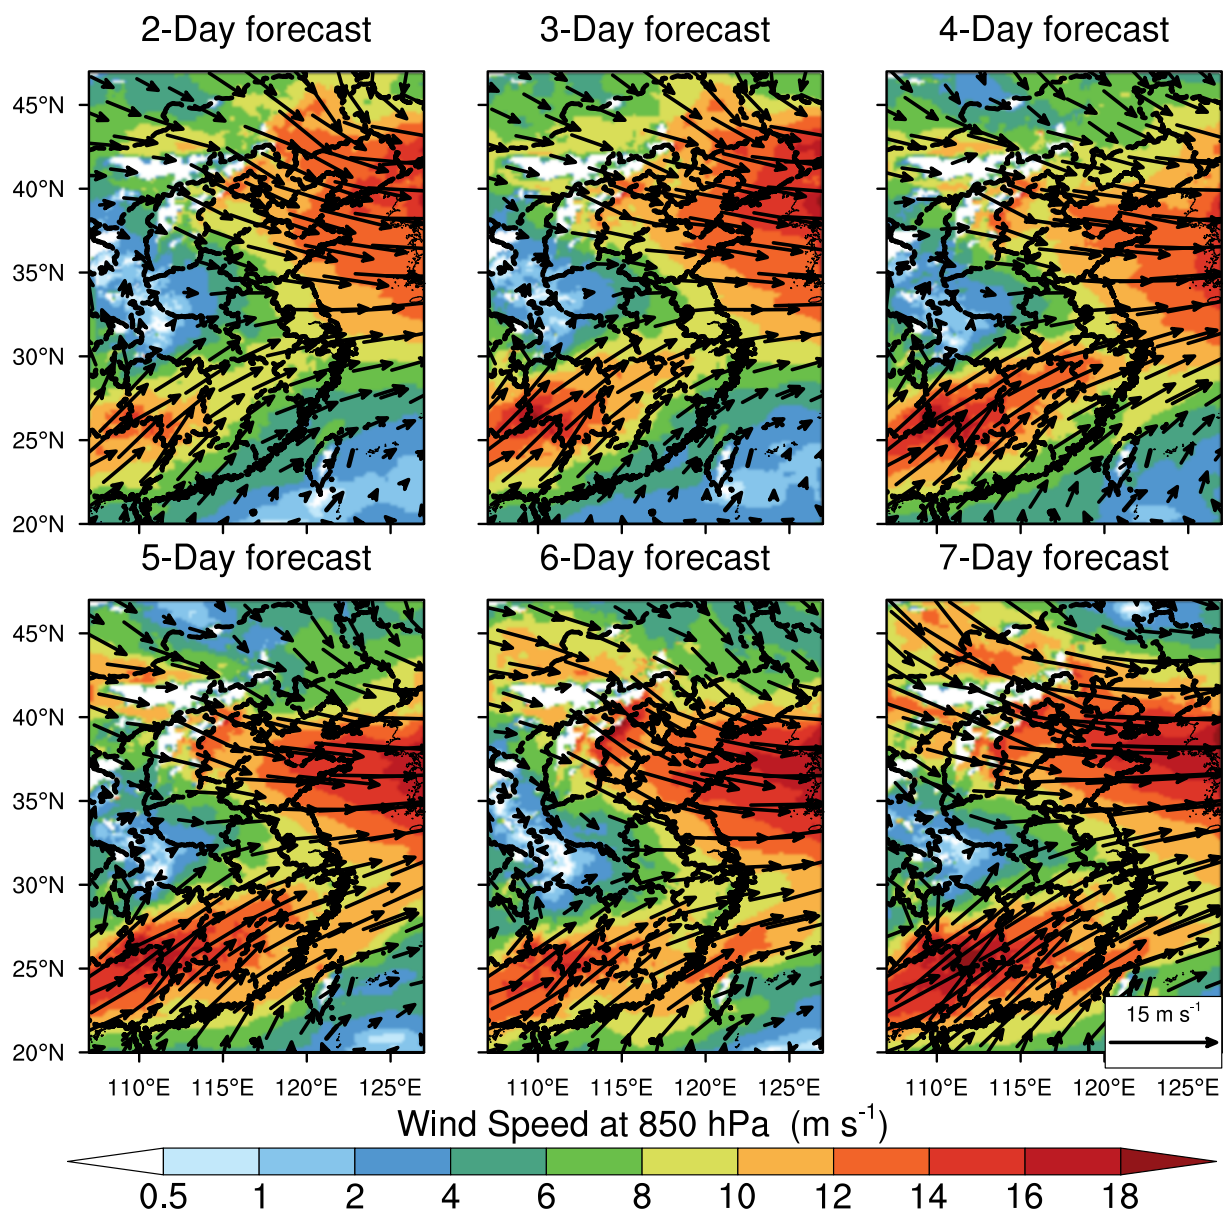 2-Day forecast 3-Day forecast 4-Day forecast
45°N
40°N
35°N
30°N
25°N
20°N
5-Day forecast 6-Day forecast 7-Day forecast
45°N
40°N
35°N
30°N
25°N
20°N
15 m s⁻¹
110°E 115°E 120°E 125°E 110°E 115°E 120°E 125°E 110°E 115°E 120°E 125°E
Wind Speed at 850 hPa (m s⁻¹)
0.5 1 2 4 6 8 10 12 14 16 18